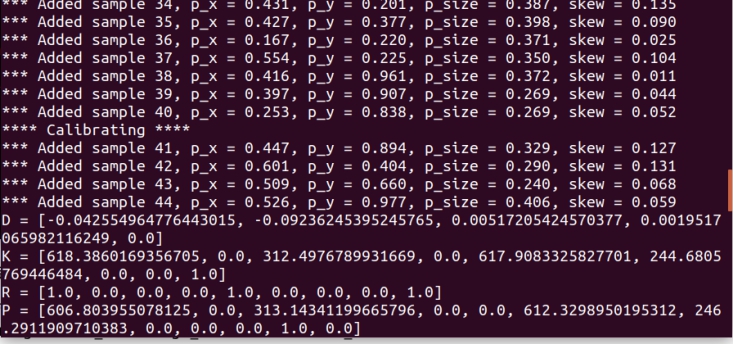 *** Added sample 34, p_x = 0.431, p_y = 0.201, p_size = 0.387, skew = 0.135
*** Added sample 35, p_x = 0.427, p_y = 0.377, p_size = 0.398, skew = 0.090
*** Added sample 36, p_x = 0.167, p_y = 0.220, p_size = 0.371, skew = 0.025
*** Added sample 37, p_x = 0.554, p_y = 0.225, p_size = 0.350, skew = 0.104
*** Added sample 38, p_x = 0.416, p_y = 0.961, p_size = 0.372, skew = 0.011
*** Added sample 39, p_x = 0.397, p_y = 0.907, p_size = 0.269, skew = 0.044
*** Added sample 40, p_x = 0.253, p_y = 0.838, p_size = 0.269, skew = 0.052
**** Calibrating ****
*** Added sample 41, p_x = 0.447, p_y = 0.894, p_size = 0.329, skew = 0.127
*** Added sample 42, p_x = 0.601, p_y = 0.404, p_size = 0.290, skew = 0.131
*** Added sample 43, p_x = 0.509, p_y = 0.660, p_size = 0.240, skew = 0.068
*** Added sample 44, p_x = 0.526, p_y = 0.977, p_size = 0.406, skew = 0.059
D = [-0.042554964776443015, -0.09236245395245765, 0.00517205424570377, 0.0019517
065982116249, 0.0]
K = [618.3860169356705, 0.0, 312.4976789931669, 0.0, 617.9083325827701, 244.6805
769446484, 0.0, 0.0, 1.0]
R = [1.0, 0.0, 0.0, 0.0, 1.0, 0.0, 0.0, 0.0, 1.0]
P = [606.803955078125, 0.0, 313.14341199665796, 0.0, 0.0, 612.3298950195312, 246
.2911909710383, 0.0, 0.0, 0.0, 1.0, 0.0]